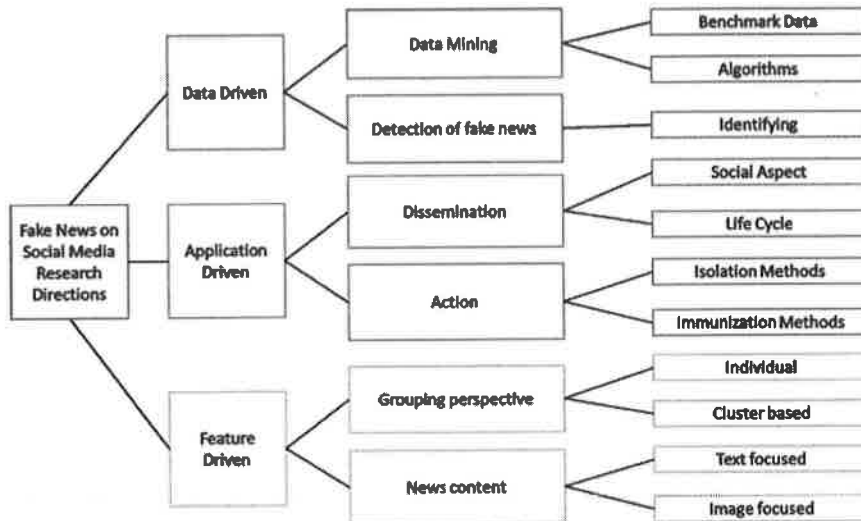 Fake News on
Social Media
Research
Directions
Data Driven
Data Mining
Benchmark Data
Algorithms
Detection of fake news
Identifying
Application
Driven
Dissemination
Social Aspect
Life Cycle
Action
Isolation Methods
Immunization Methods
Feature
Driven
Grouping perspective
Individual
Cluster based
News content
Text focused
Image focused